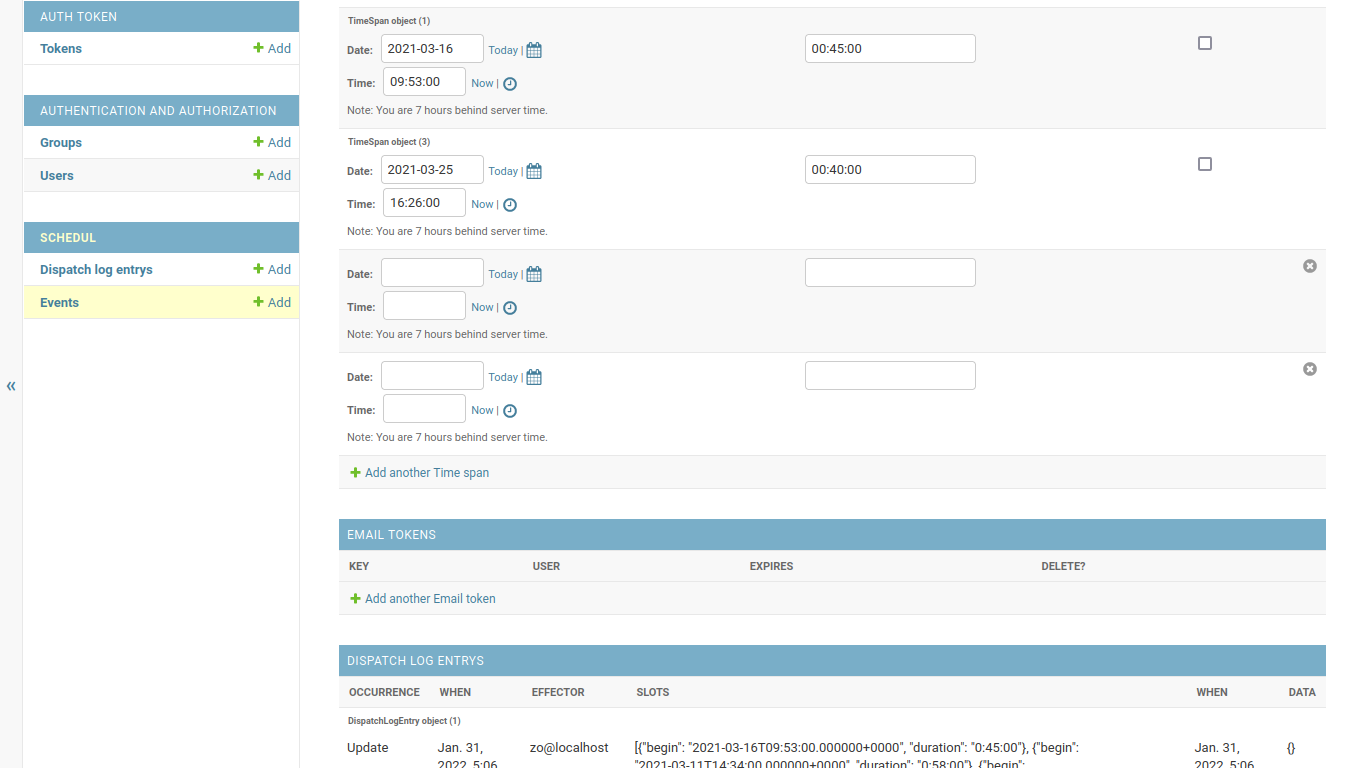 AUTH TOKEN
Tokens + Add
AUTHENTICATION AND AUTHORIZATION
Groups + Add
Users + Add
SCHEDUL
Dispatch log entrys + Add
Events + Add
«
TimeSpan object (1)
Date: 2021-03-16 Today | 00:45:00
Time: 09:53:00 Now |
Note: You are 7 hours behind server time.
TimeSpan object (3)
Date: 2021-03-25 Today | 00:40:00
Time: 16:26:00 Now |
Note: You are 7 hours behind server time.
Date: Today |
Time: Now |
Note: You are 7 hours behind server time.
Date: Today |
Time: Now |
Note: You are 7 hours behind server time.
+ Add another Time span
EMAIL TOKENS
KEY USER EXPIRES DELETE?
+ Add another Email token
DISPATCH LOG ENTRYS
OCCURRENCE WHEN EFFECTOR SLOTS WHEN DATA
DispatchLogEntry object (1)
Update Jan. 31, zo@localhost [{"begin": "2021-03-16T09:53:00.000000+0000", "duration": "0:45:00"}, {"begin": Jan. 31, {}
2022, 5:06 "2021-03-11T14:34:00.000000+0000", "duration": "0:58:00"}, {"begin": 2022, 5:06